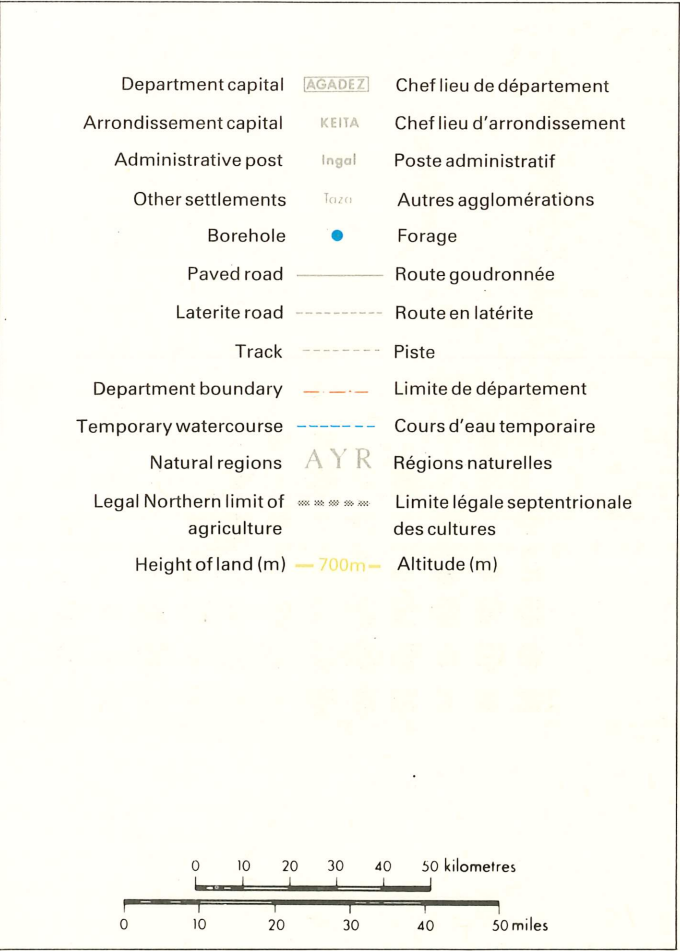 Department capital AGADEZ Chef lieu de département
Arrondissement capital KEITA Chef lieu d'arrondissement
Administrative post Ingal Poste administratif
Other settlements Taza Autres agglomérations
Borehole Forage
Paved road Route goudronnée
Laterite road Route en latérite
Track Piste
Department boundary Limite de département
Temporary watercourse Cours d'eau temporaire
Natural regions AYR Régions naturelles
Legal Northern limit of Limite légale septentrionale
agriculture des cultures
Height of land (m) 700m Altitude (m)
0 10 20 30 40 50 kilometres
0 10 20 30 40 50 miles